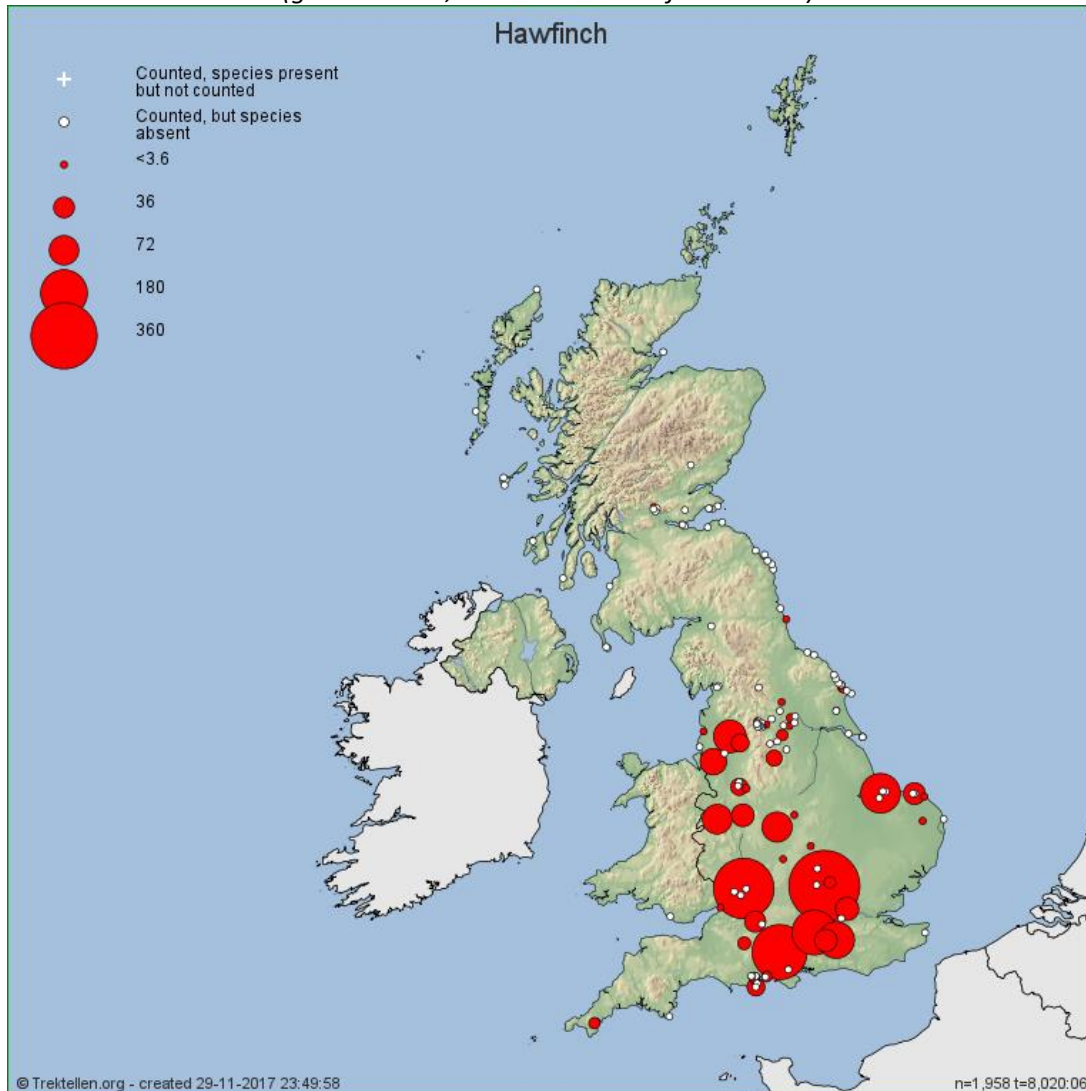 Hawfinch
Counted, species present
but not counted
Counted, but species
absent
<3.6
36
72
180
360
© Trektellen.org - created 29-11-2017 23:49:58
n=1,958 t=8,020:06